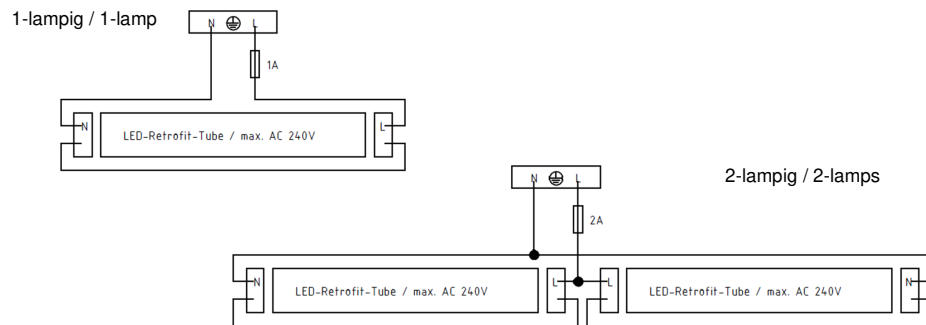 1-lampig / 1-lamp
N L
1A
N LED-Retrofit-Tube / max. AC 240V L
N L
2-lampig / 2-lamps
2A
N LED-Retrofit-Tube / max. AC 240V L L LED-Retrofit-Tube / max. AC 240V N